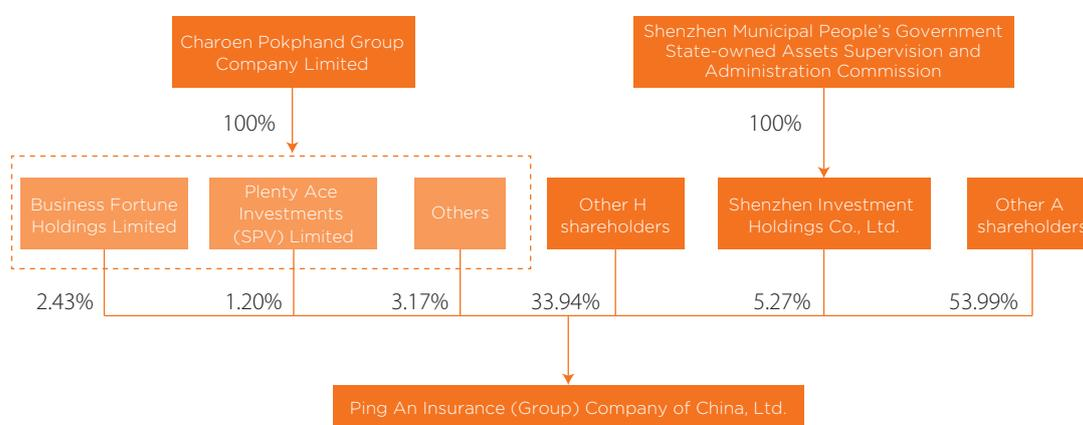 Charoen Pokphand Group
Company Limited
Shenzhen Municipal People's Government
State-owned Assets Supervision and
Administration Commission
100%
100%
Business Fortune
Holdings Limited
Plenty Ace
Investments
(SPV) Limited
Others
Other H
shareholders
Shenzhen Investment
Holdings Co., Ltd.
Other A
shareholders
2.43%
1.20%
3.17%
33.94%
5.27%
53.99%
Ping An Insurance (Group) Company of China, Ltd.